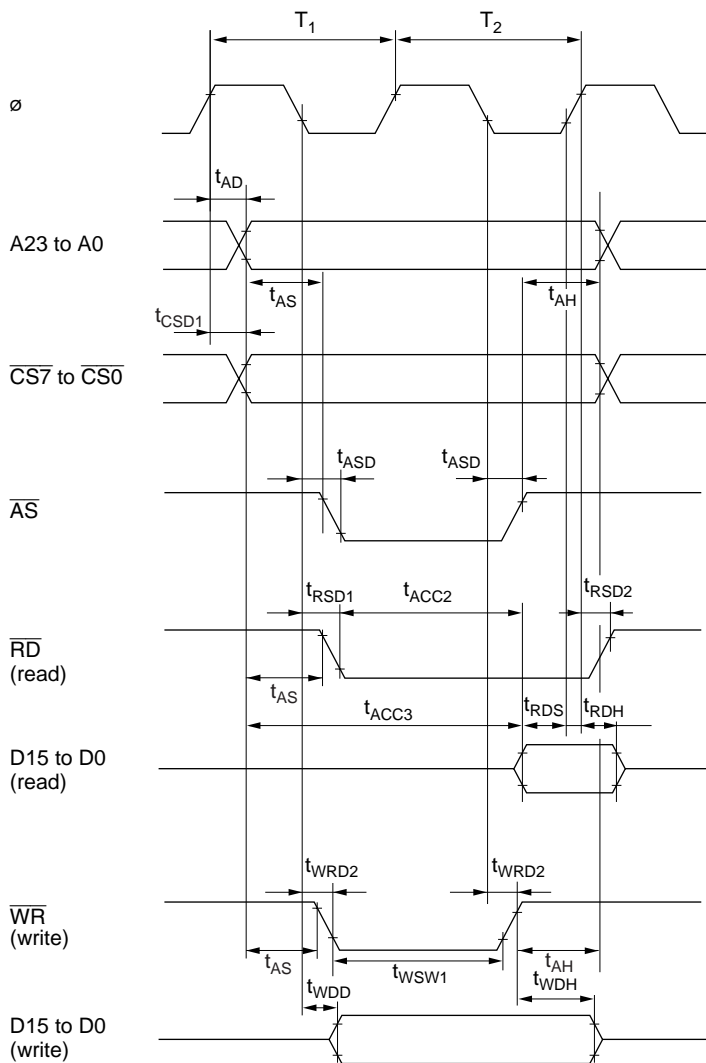 T1 T2
ø
tAD
A23 to A0
tAS tAH
tCSD1
CS7 to CS0
tASD tASD
AS
tRSD1 tACC2 tRSD2
RD
(read)
tAS
tACC3 tRDS tRDH
D15 to D0
(read)
tWRD2 tWRD2
WR
(write)
tAS tWSW1 tAH
tWDD tWDH
D15 to D0
(write)